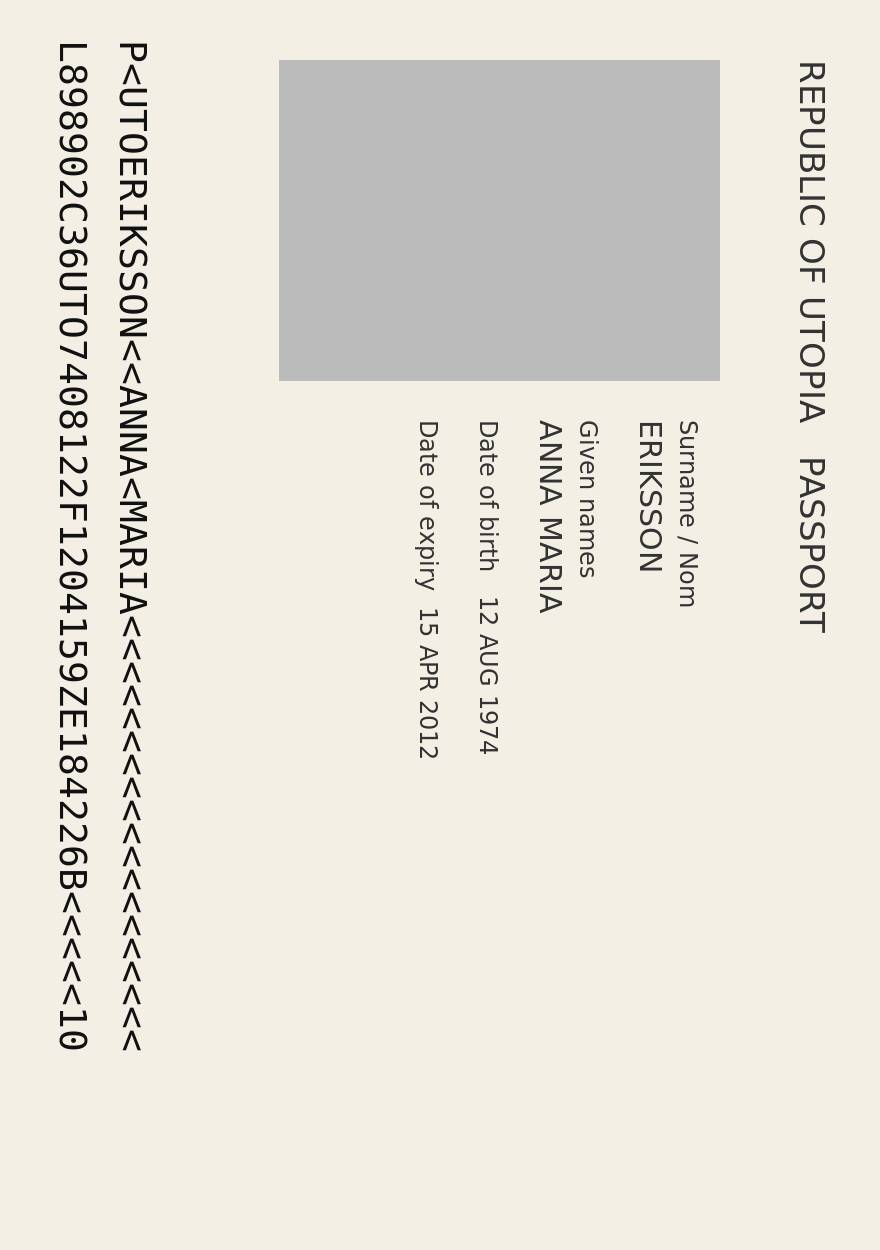 REPUBLIC OF UTOPIA PASSPORT
Surname / Nom
ERIKSSON
Given names
ANNA MARIA
Date of birth 12 AUG 1974
Date of expiry 15 APR 2012
P<UTOERIKSSON<<ANNA<MARIA<<<<<<<<<<<<<<<<<<<
L898902C36UTO7408122F1204159ZE184226B<<<<<10